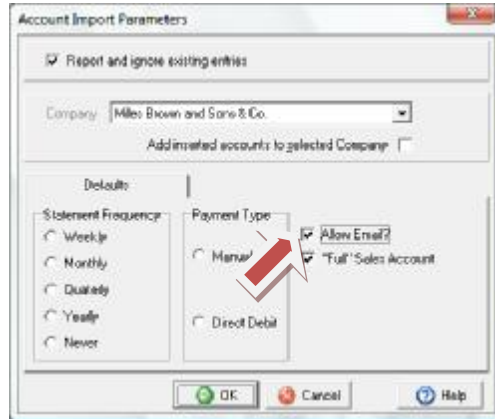 Account Import Parameters
Report and ignore existing entries
Company Miles Brown and Sons & Co.
Add inserted accounts to selected Company
Defaults
Statement Frequency
Weekly
Monthly
Quarterly
Yearly
Never
Payment Type
Manual
Direct Debit
Allow Email?
"Full" Sales Account
OK
Cancel
Help